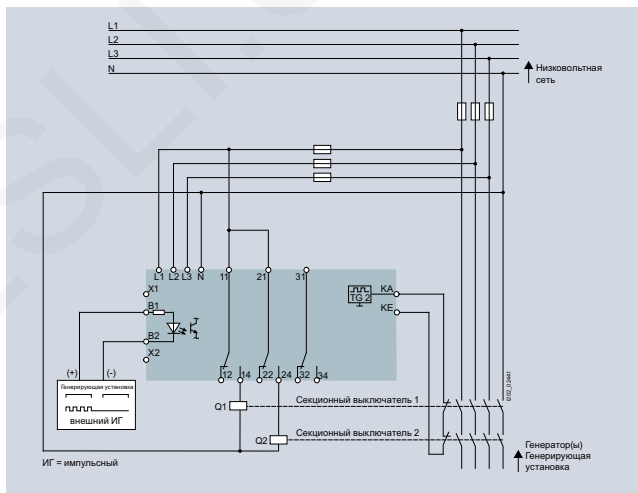 L1
L2
L3
N
Низковольтная
сеть
L1 L2 L3 N 11 21 31
X1
B1
B2
X2
TG 2
KA
KE
12 14 22 24 32 34
(+) (-)
Генерирующая установка
внешний ИГ
Q1
Секционный выключатель 1
Q2
Секционный выключатель 2
I202_02441
Генератор(ы)
Генерирующая
установка
ИГ = импульсный